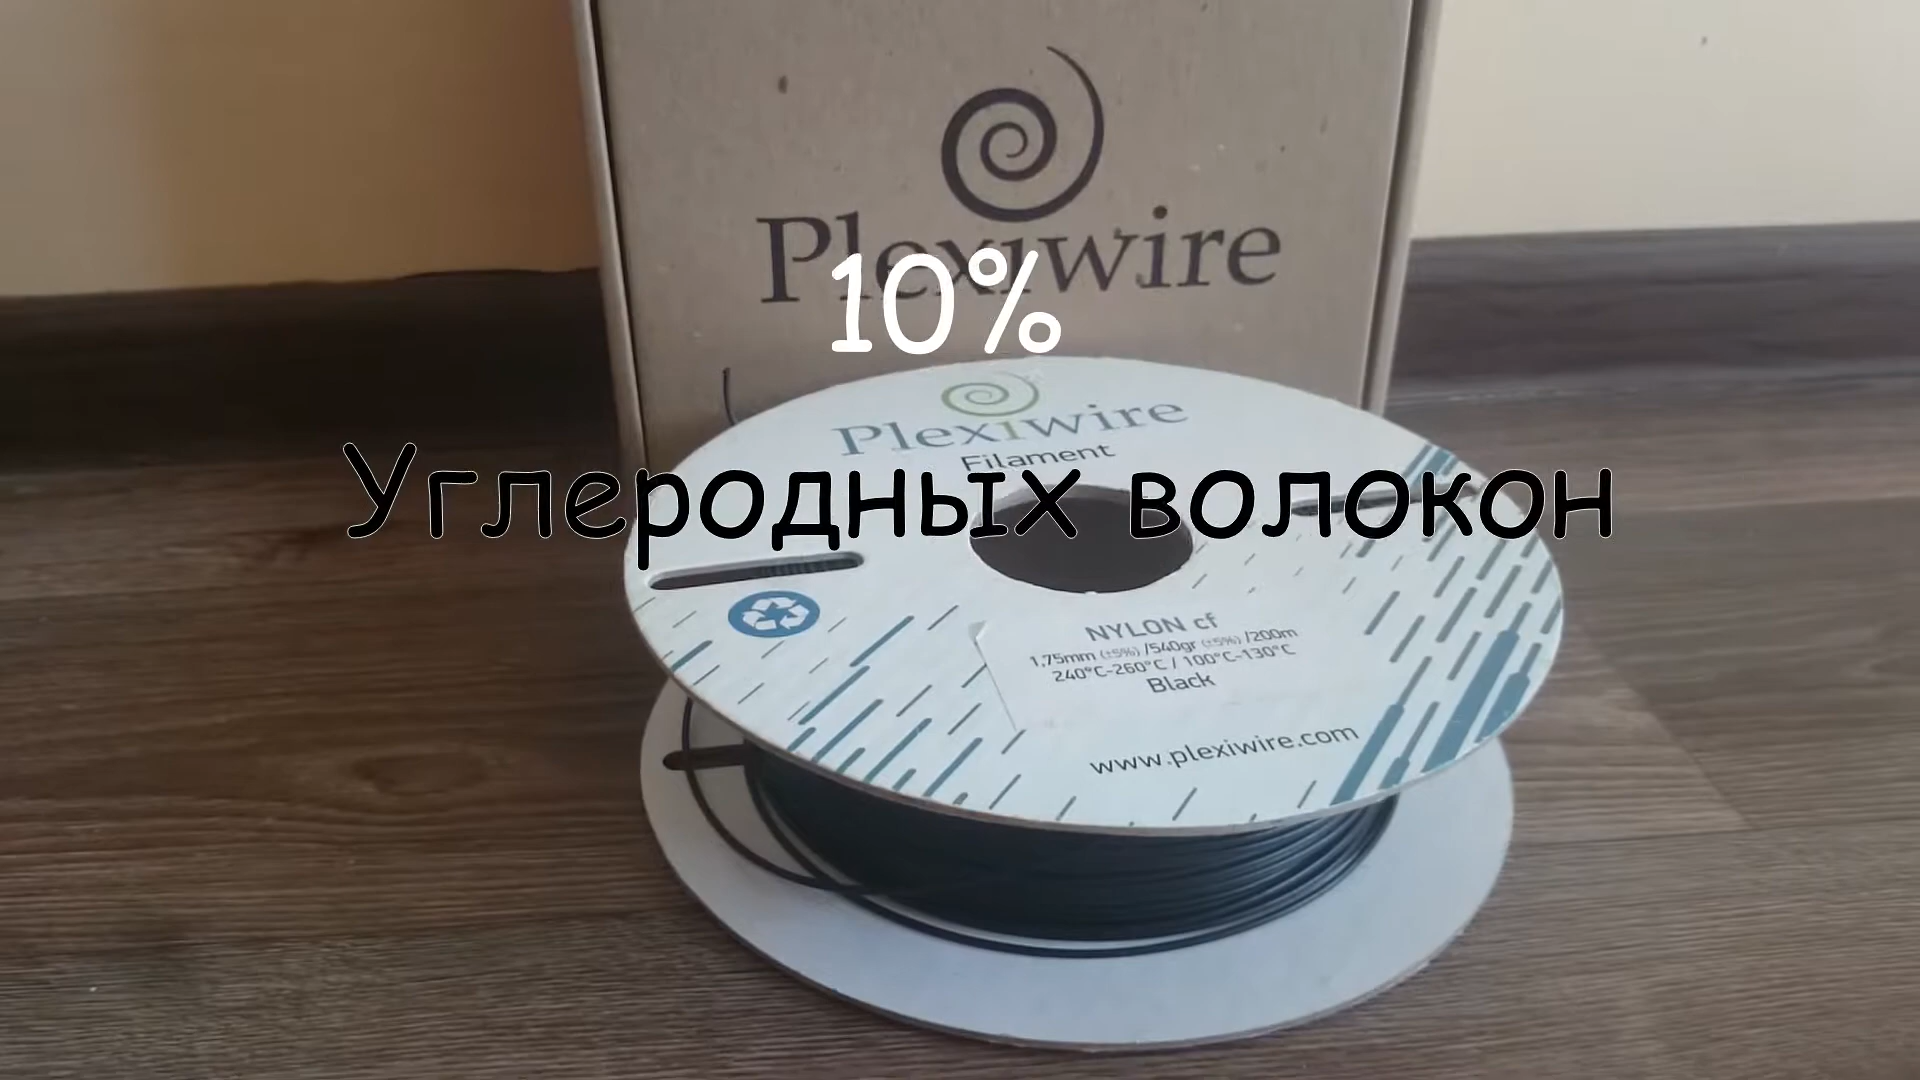 Plexiwire
10%
Plexiwire
Filament
Углеродных волокон
NYLON cf
1,75mm (±5%) /540gr (±5%) /200m
240°C-260°C / 100°C-130°C
Black
www.plexiwire.com